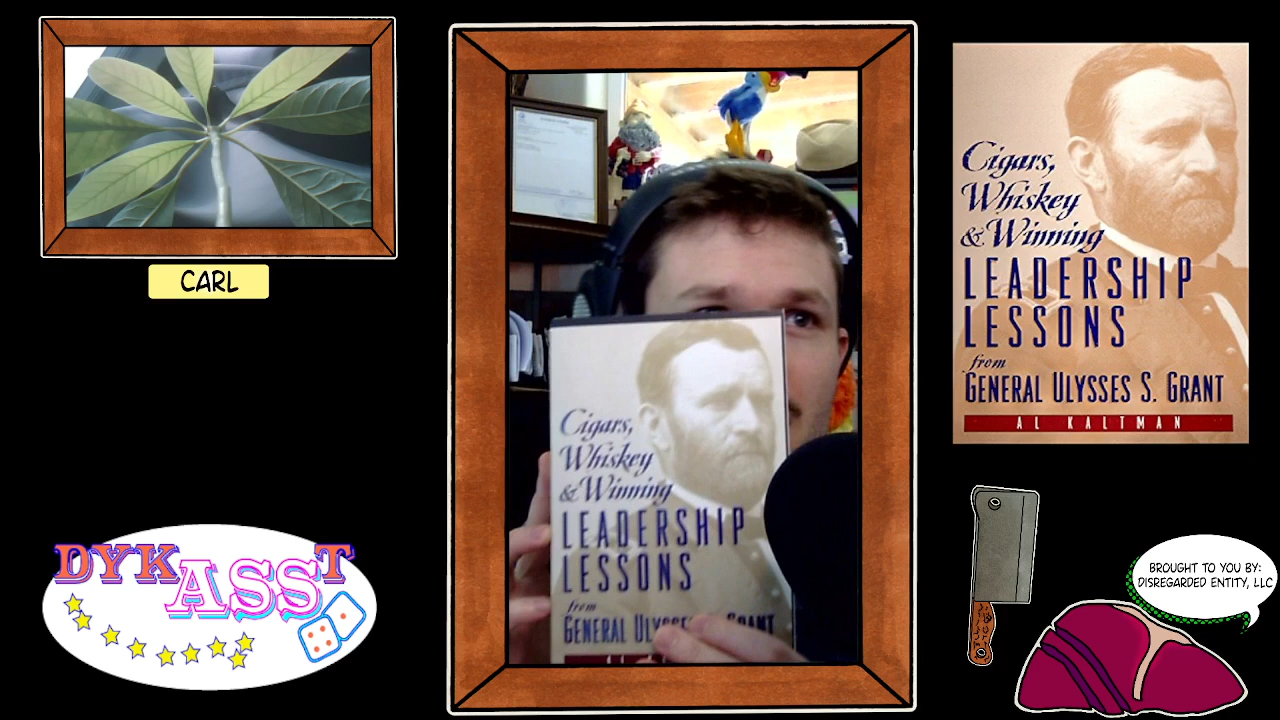 CARL
DYKASST
Cigars,
Whiskey
& Winning
LEADERSHIP
LESSONS
from
GENERAL ULYSSES S. GRANT
Cigars,
Whiskey
& Winning
LEADERSHIP
LESSONS
from
GENERAL ULYSSES S. GRANT
AL KALTMAN
BROUGHT TO YOU BY:
DISREGARDED ENTITY, LLC